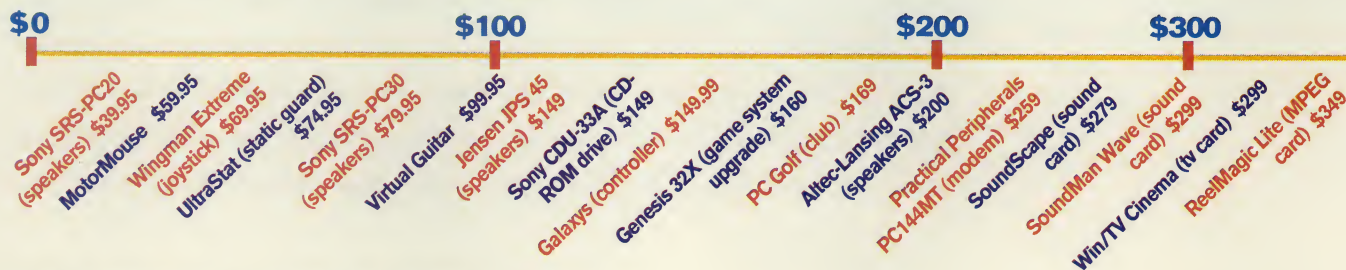 $0
$100
$200
$300
Sony SRS-PC20
(speakers) $39.95
MotorMouse $59.95
Wingman Extreme
(joystick) $69.95
UltraStat (static guard)
$74.95
Sony SRS-PC30
(speakers) $79.95
Virtual Guitar $99.95
Jensen JPS 45
(speakers) $149
Sony CDU-33A (CD-
ROM drive) $149
Galaxys (controller) $149.99
Genesis 32X (game system
upgrade) $160
PC Golf (club) $169
Altec-Lansing ACS-3
(speakers) $200
Practical Peripherals
PC144MT (modem) $259
SoundScape (sound
card) $279
SoundMan Wave (sound
card) $299
Win/TV Cinema (tv card) $299
ReelMagic Lite (MPEG
card) $349